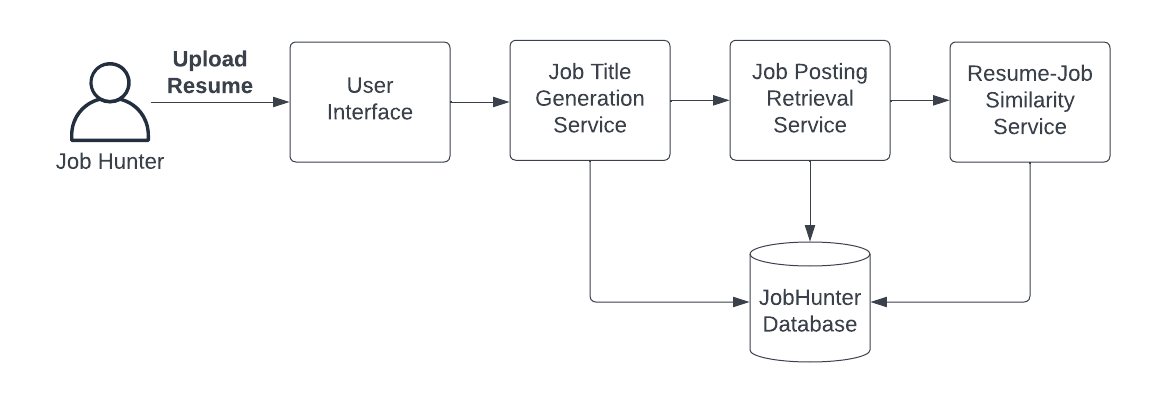 Upload
Resume
Job Hunter
User
Interface
Job Title
Generation
Service
Job Posting
Retrieval
Service
Resume-Job
Similarity
Service
JobHunter
Database